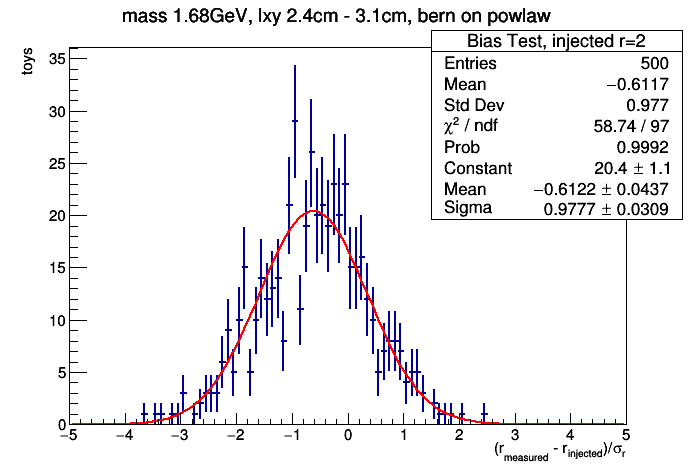 mass 1.68GeV, lxy 2.4cm - 3.1cm, bern on powlaw
Bias Test, injected r=2
Entries 500
Mean −0.6117
Std Dev 0.977
χ² / ndf 58.74 / 97
Prob 0.9992
Constant 20.4 ± 1.1
Mean −0.6122 ± 0.0437
Sigma 0.9777 ± 0.0309
toys
35
30
25
20
15
10
5
0
−5 −4 −3 −2 −1 0 1 2 3 4 5
(r_measured - r_injected)/σ_r